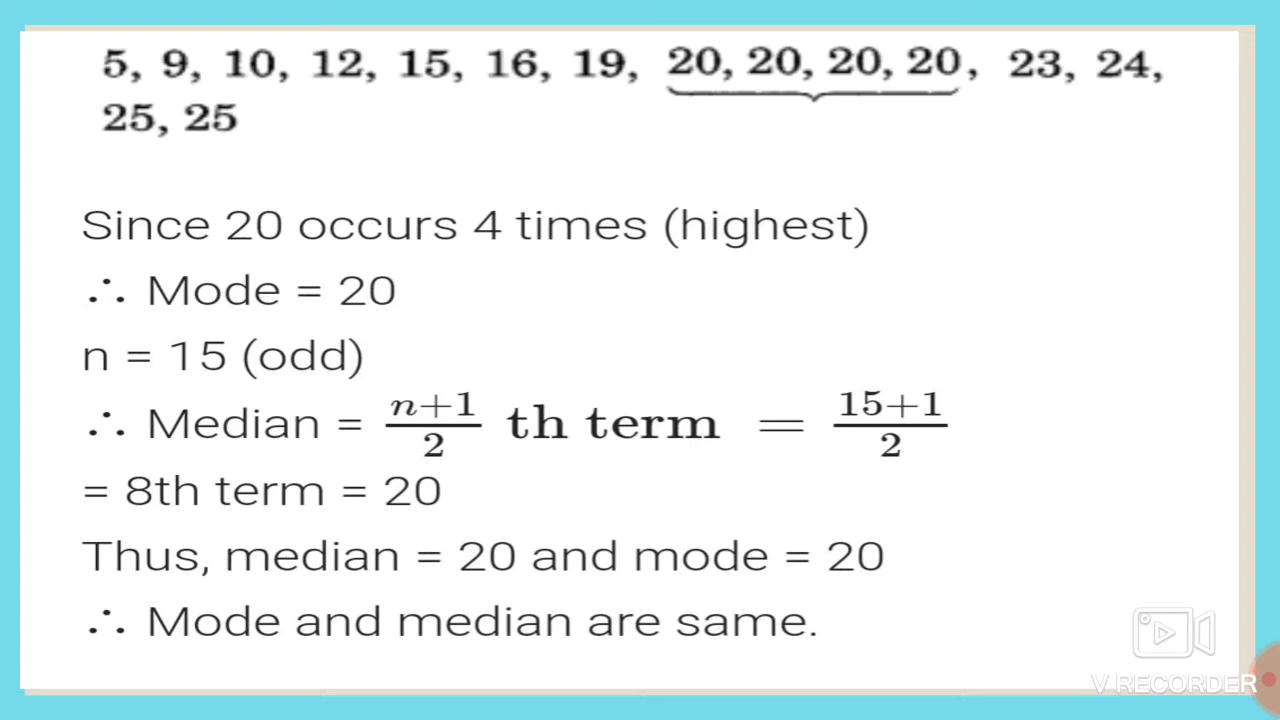 5, 9, 10, 12, 15, 16, 19, 20, 20, 20, 20, 23, 24,
25, 25
Since 20 occurs 4 times (highest)
∴ Mode = 20
n = 15 (odd)
∴ Median = n+1/2 th term = 15+1/2
= 8th term = 20
Thus, median = 20 and mode = 20
∴ Mode and median are same.
V RECORDER